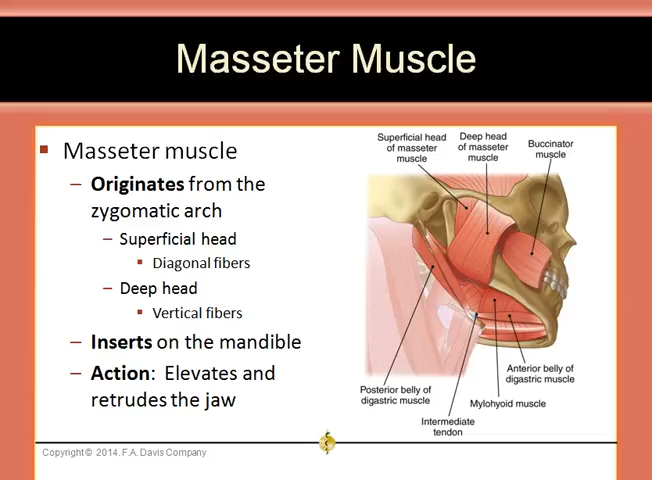 Masseter Muscle
▪ Masseter muscle
– Originates from the
zygomatic arch
– Superficial head
▪ Diagonal fibers
– Deep head
▪ Vertical fibers
– Inserts on the mandible
– Action: Elevates and
retrudes the jaw
Superficial head
of masseter
muscle
Deep head
of masseter
muscle
Buccinator
muscle
Posterior belly of
digastric muscle
Intermediate
tendon
Mylohyoid muscle
Anterior belly of
digastric muscle
Copyright © 2014. F.A. Davis Company